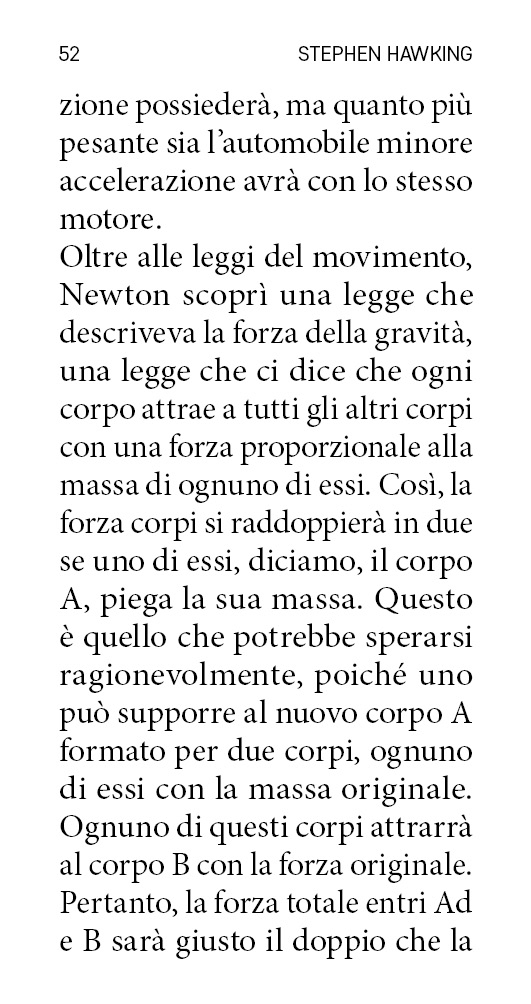 52 STEPHEN HAWKING
zione possiederà, ma quanto più
pesante sia l’automobile minore
accelerazione avrà con lo stesso
motore.
Oltre alle leggi del movimento,
Newton scoprì una legge che
descriveva la forza della gravità,
una legge che ci dice che ogni
corpo attrae a tutti gli altri corpi
con una forza proporzionale alla
massa di ognuno di essi. Così, la
forza corpi si raddoppierà in due
se uno di essi, diciamo, il corpo
A, piega la sua massa. Questo
è quello che potrebbe sperarsi
ragionevolmente, poiché uno
può supporre al nuovo corpo A
formato per due corpi, ognuno
di essi con la massa originale.
Ognuno di questi corpi attrarrà
al corpo B con la forza originale.
Pertanto, la forza totale entri Ad
e B sarà giusto il doppio che la